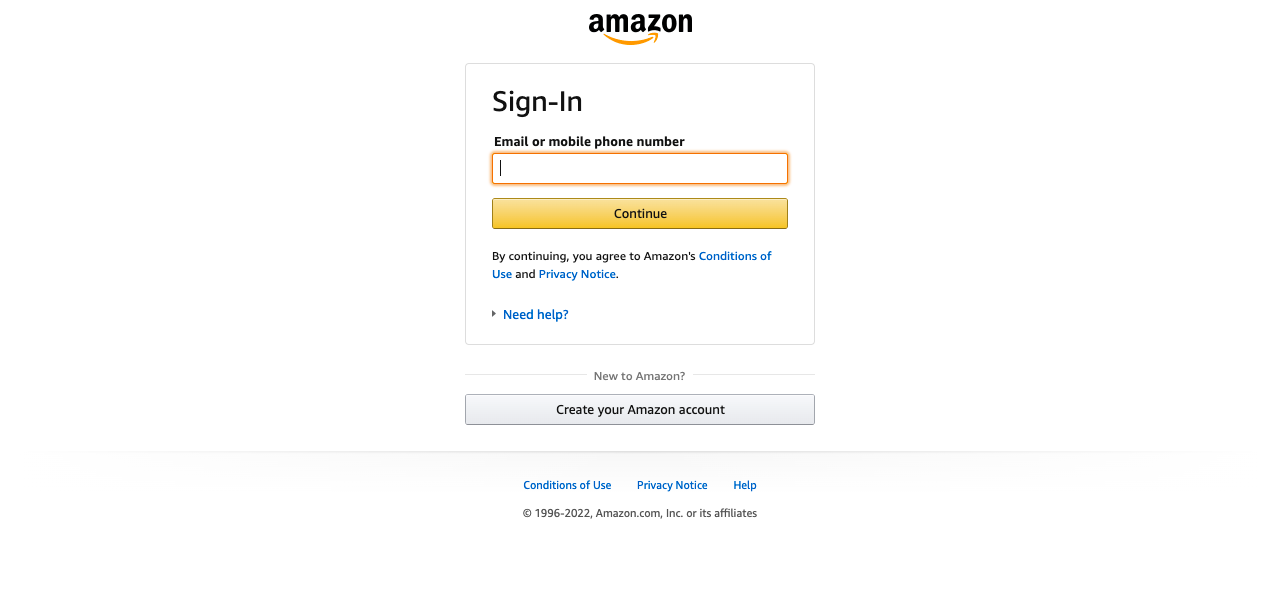 amazon
Sign-In
Email or mobile phone number
Continue
By continuing, you agree to Amazon's Conditions of
Use and Privacy Notice.
Need help?
New to Amazon?
Create your Amazon account
Conditions of Use Privacy Notice Help
© 1996-2022, Amazon.com, Inc. or its affiliates